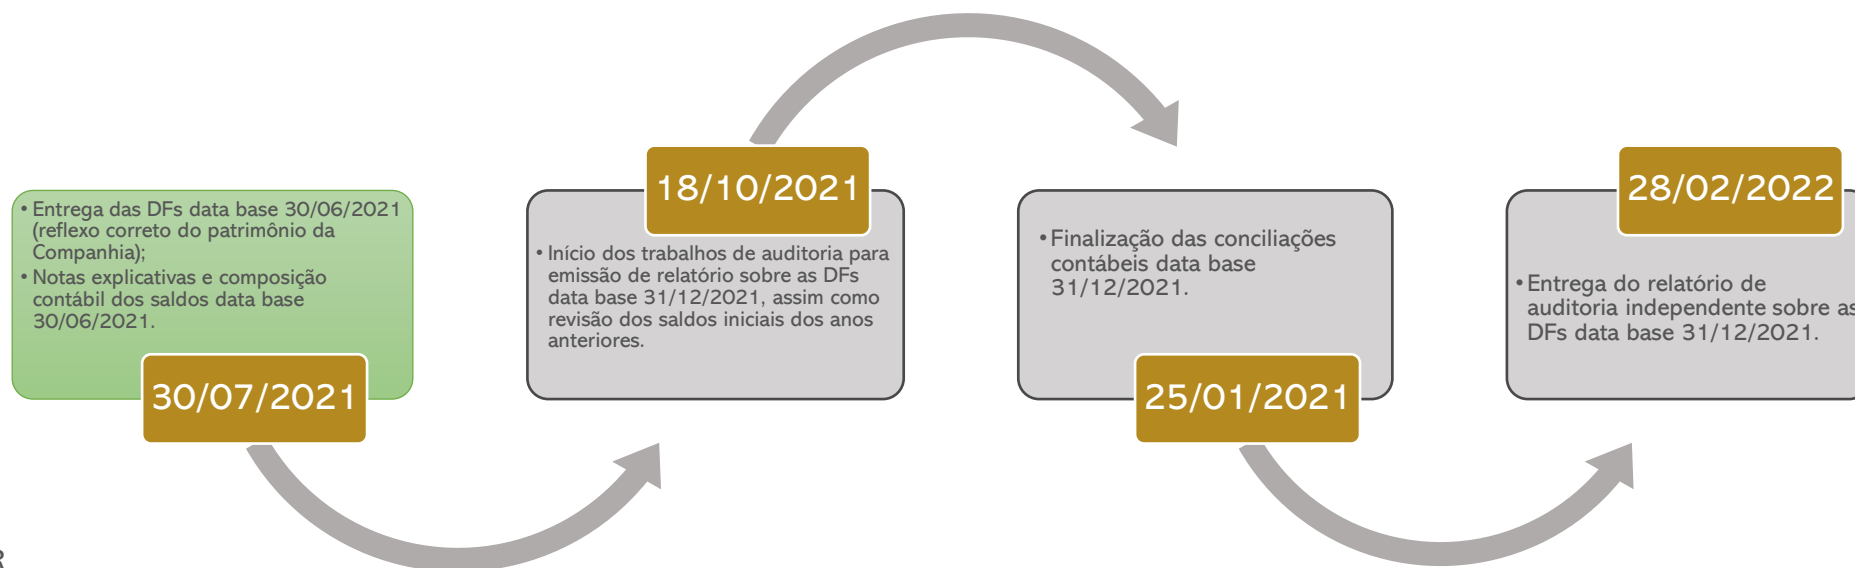 • Entrega das DFs data base 30/06/2021
(reflexo correto do patrimônio da
Companhia);
• Notas explicativas e composição
contábil dos saldos data base
30/06/2021.
30/07/2021
18/10/2021
• Início dos trabalhos de auditoria para
emissão de relatório sobre as DFs
data base 31/12/2021, assim como
revisão dos saldos iniciais dos anos
anteriores.
• Finalização das conciliações
contábeis data base
31/12/2021.
25/01/2021
28/02/2022
• Entrega do relatório de
auditoria independente sobre as
DFs data base 31/12/2021.